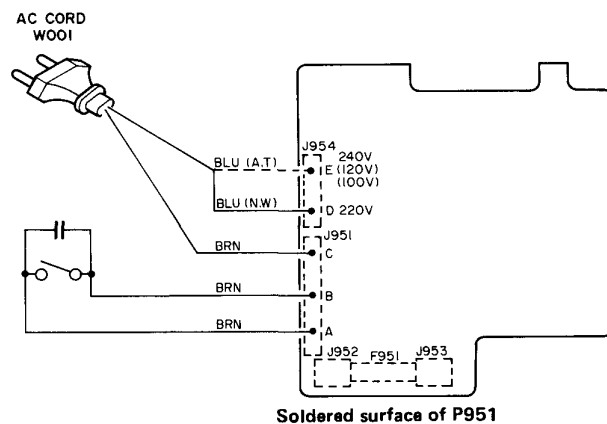 AC CORD
W001
J954
BLU (A.T)
E
240V
(120V)
(100V)
BLU (N.W)
D 220V
J951
BRN
C
BRN
B
BRN
A
J952
F951
J953
Soldered surface of P951